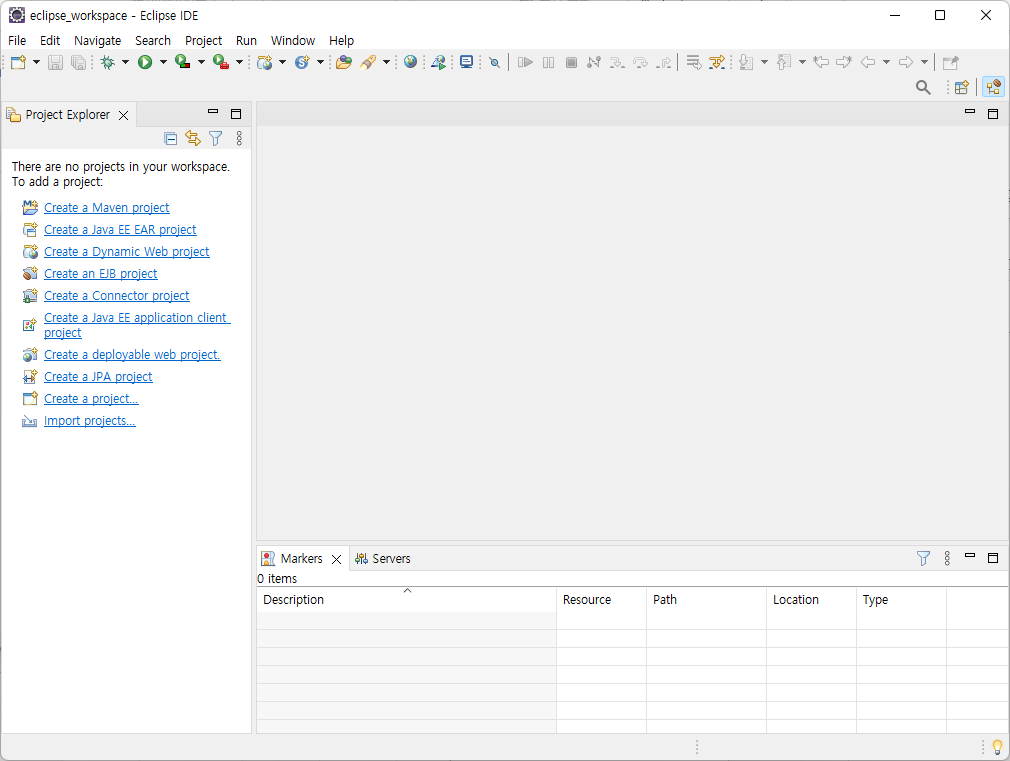 eclipse_workspace - Eclipse IDE
File Edit Navigate Search Project Run Window Help
Project Explorer
There are no projects in your workspace.
To add a project:
Create a Maven project
Create a Java EE EAR project
Create a Dynamic Web project
Create an EJB project
Create a Connector project
Create a Java EE application client
project
Create a deployable web project.
Create a JPA project
Create a project...
Import projects...
Markers Servers
0 items
Description Resource Path Location Type